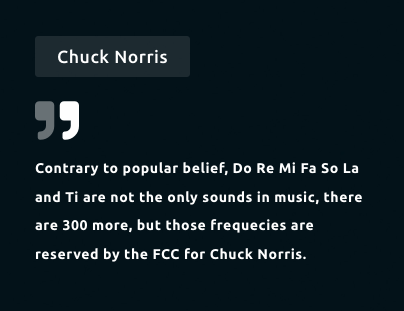 Chuck Norris
Contrary to popular belief, Do Re Mi Fa So La
and Ti are not the only sounds in music, there
are 300 more, but those frequecies are
reserved by the FCC for Chuck Norris.